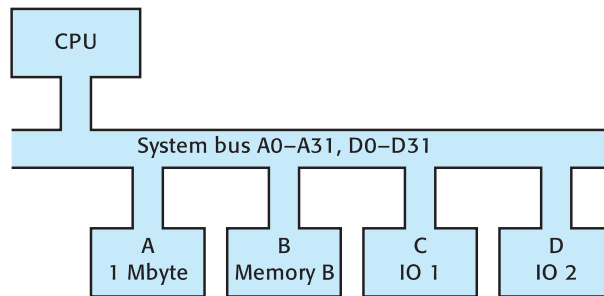 CPU
System bus A0–A31, D0–D31
A
1 Mbyte
B
Memory B
C
IO 1
D
IO 2